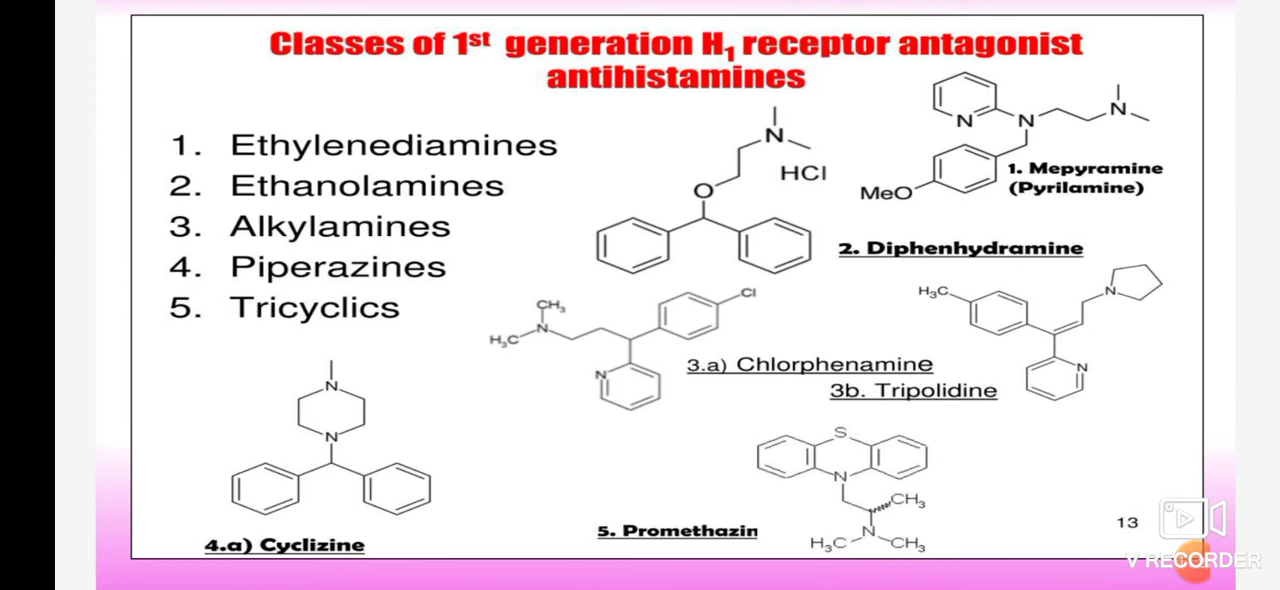 Classes of 1st generation H1 receptor antagonist
antihistamines
1. Ethylenediamines
2. Ethanolamines
3. Alkylamines
4. Piperazines
5. Tricyclics
N
HCl
O
N
N
N
MeO
1. Mepyramine
(Pyrilamine)
2. Diphenhydramine
CH3
N
H3C
Cl
N
3.a) Chlorphenamine
H3C
N
N
3b. Tripolidine
N
N
4.a) Cyclizine
S
N
CH3
N
H3C
CH3
5. Promethazin
13
V RECORDER